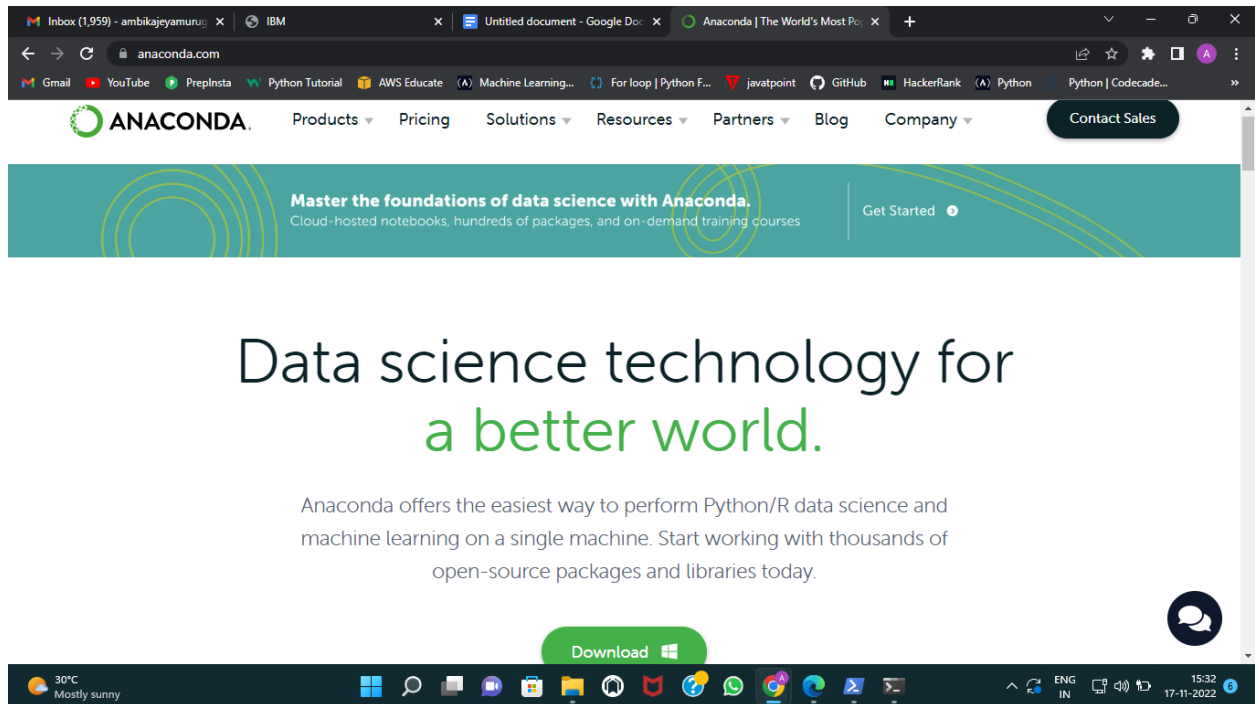 Inbox (1,959) - ambikajeyamurug
IBM
Untitled document - Google Doc
Anaconda | The World's Most Po
anaconda.com
A
Gmail YouTube PrepInsta Python Tutorial AWS Educate Machine Learning... For loop | Python F... javatpoint GitHub HackerRank Python Python | Codecade... »
ANACONDA. Products Pricing Solutions Resources Partners Blog Company Contact Sales
Master the foundations of data science with Anaconda.
Cloud-hosted notebooks, hundreds of packages, and on-demand training courses
Get Started
Data science technology for
a better world.
Anaconda offers the easiest way to perform Python/R data science and
machine learning on a single machine. Start working with thousands of
open-source packages and libraries today.
Download
30°C
Mostly sunny
ENG
IN
15:32
17-11-2022
6